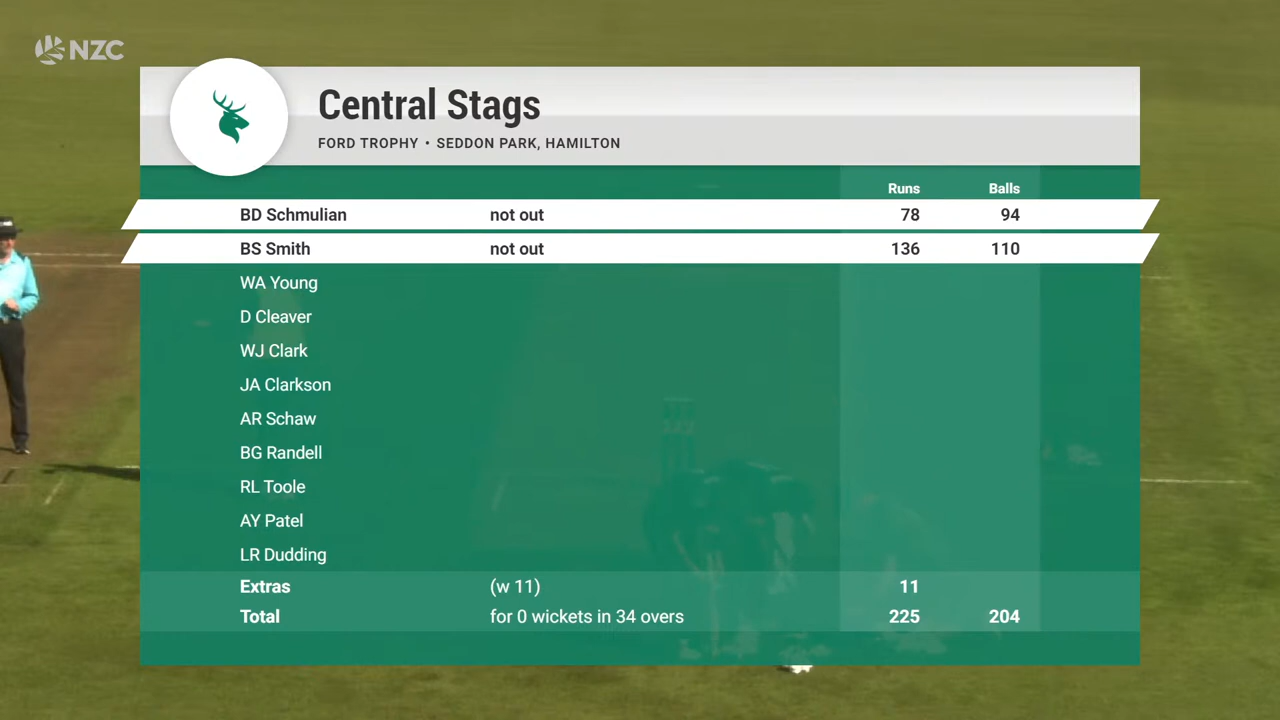 NZC
Central Stags
FORD TROPHY • SEDDON PARK, HAMILTON
Runs Balls
BD Schmulian not out 78 94
BS Smith not out 136 110
WA Young
D Cleaver
WJ Clark
JA Clarkson
AR Schaw
BG Randell
RL Toole
AY Patel
LR Dudding
Extras (w 11) 11
Total for 0 wickets in 34 overs 225 204